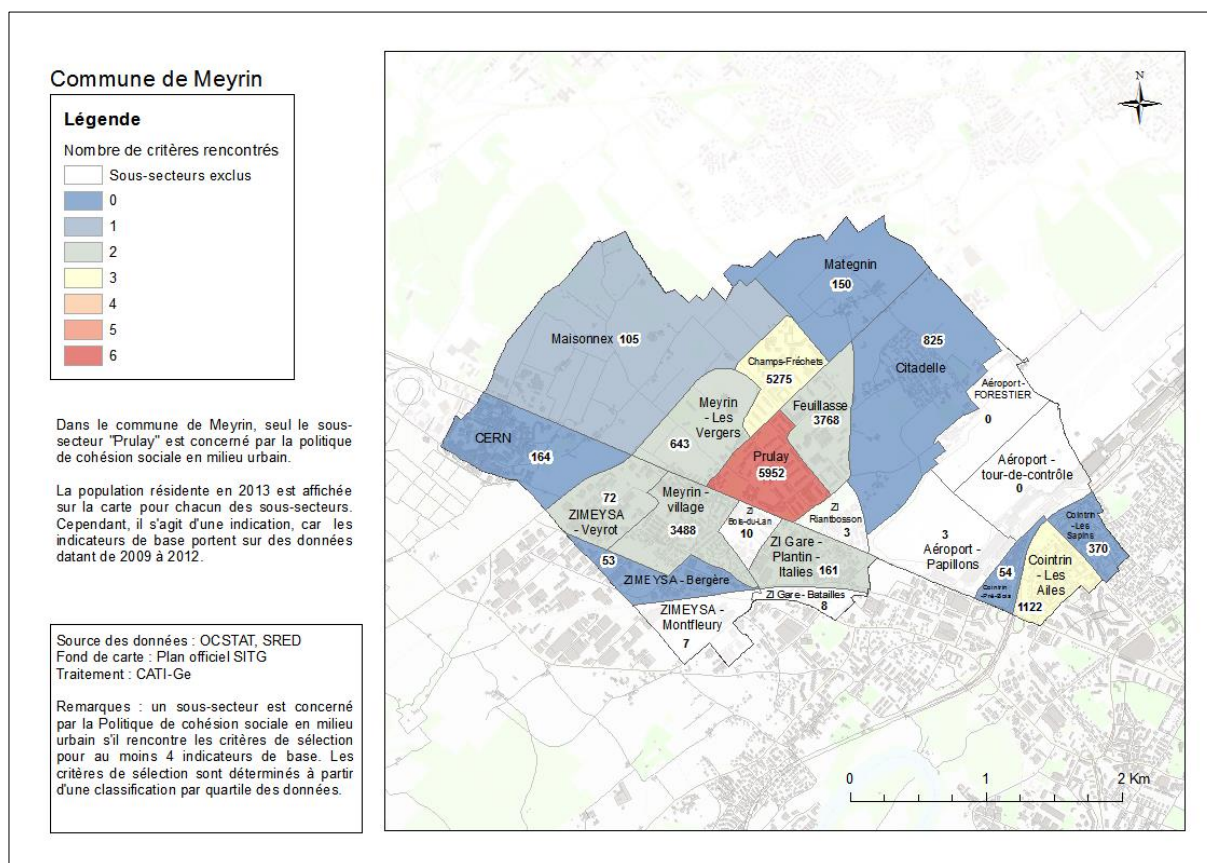 Commune de Meyrin
Légende
Nombre de critères rencontrés
Sous-secteurs exclus
0
1
2
3
4
5
6
Dans le commune de Meyrin, seul le sous-
secteur "Prulay" est concerné par la politique
de cohésion sociale en milieu urbain.
La population résidente en 2013 est affichée
sur la carte pour chacun des sous-secteurs.
Cependant, il s'agit d'une indication, car les
indicateurs de base portent sur des données
datant de 2009 à 2012.
Source des données : OCSTAT, SRED
Fond de carte : Plan officiel SITG
Traitement : CATI-Ge
Remarques : un sous-secteur est concerné
par la Politique de cohésion sociale en milieu
urbain s'il rencontre les critères de sélection
pour au moins 4 indicateurs de base. Les
critères de sélection sont déterminés à partir
d'une classification par quartile des données.
N
Mategnin
150
Maisonnex 105
825
Citadelle
Champs-Fréchets
5275
Aéroport-
FORESTIER
0
Meyrin
- Les
Vergers
643
Feuillasse
3768
CERN
164
Prulay
5952
Aéroport -
tour-de-contrôle
0
72
ZIMEYSA
- Veyrot
Meyrin -
village
3488
ZI
Bois-du-Lan
10
ZI
Riantbosson
3
ZI Gare -
Plantin -
Italies 161
3
Aéroport -
Papillons
Cointrin
- Les
Sapins
370
54
Cointrin
- Pré-Bois
Cointrin
- Les
Ailes
1122
53
ZIMEYSA - Bergère
ZI Gare - Batailles
8
ZIMEYSA -
Montfleury
7
0 1 2 Km